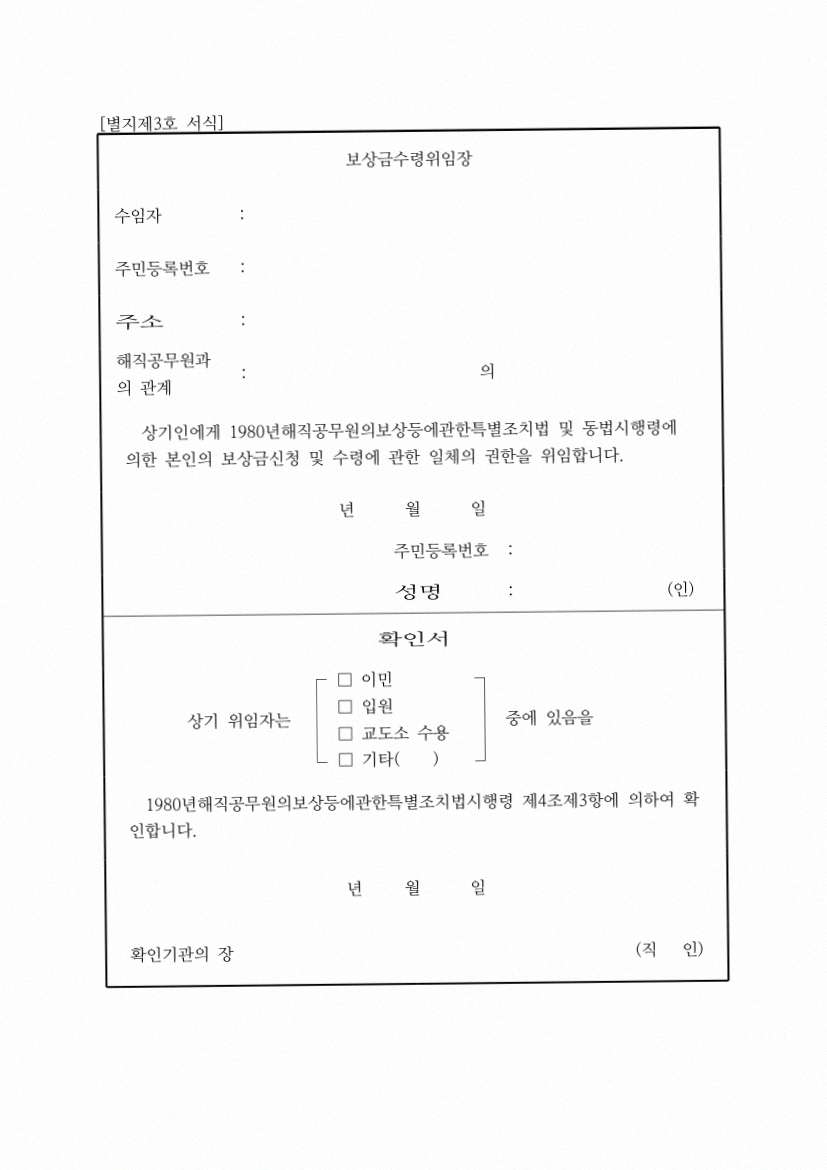 [별지제3호 서식]
보상금수령위임장
수임자 :
주민등록번호 :
주소 :
해직공무원과
의 관계 : 의
상기인에게 1980년해직공무원의보상등에관한특별조치법 및 동법시행령에
의한 본인의 보상금신청 및 수령에 관한 일체의 권한을 위임합니다.
년 월 일
주민등록번호 :
성명 : (인)
확인서
□ 이민
□ 입원
상기 위임자는 중에 있음을
□ 교도소 수용
□ 기타( )
1980년해직공무원의보상등에관한특별조치법시행령 제4조제3항에 의하여 확
인합니다.
년 월 일
확인기관의 장 (직 인)